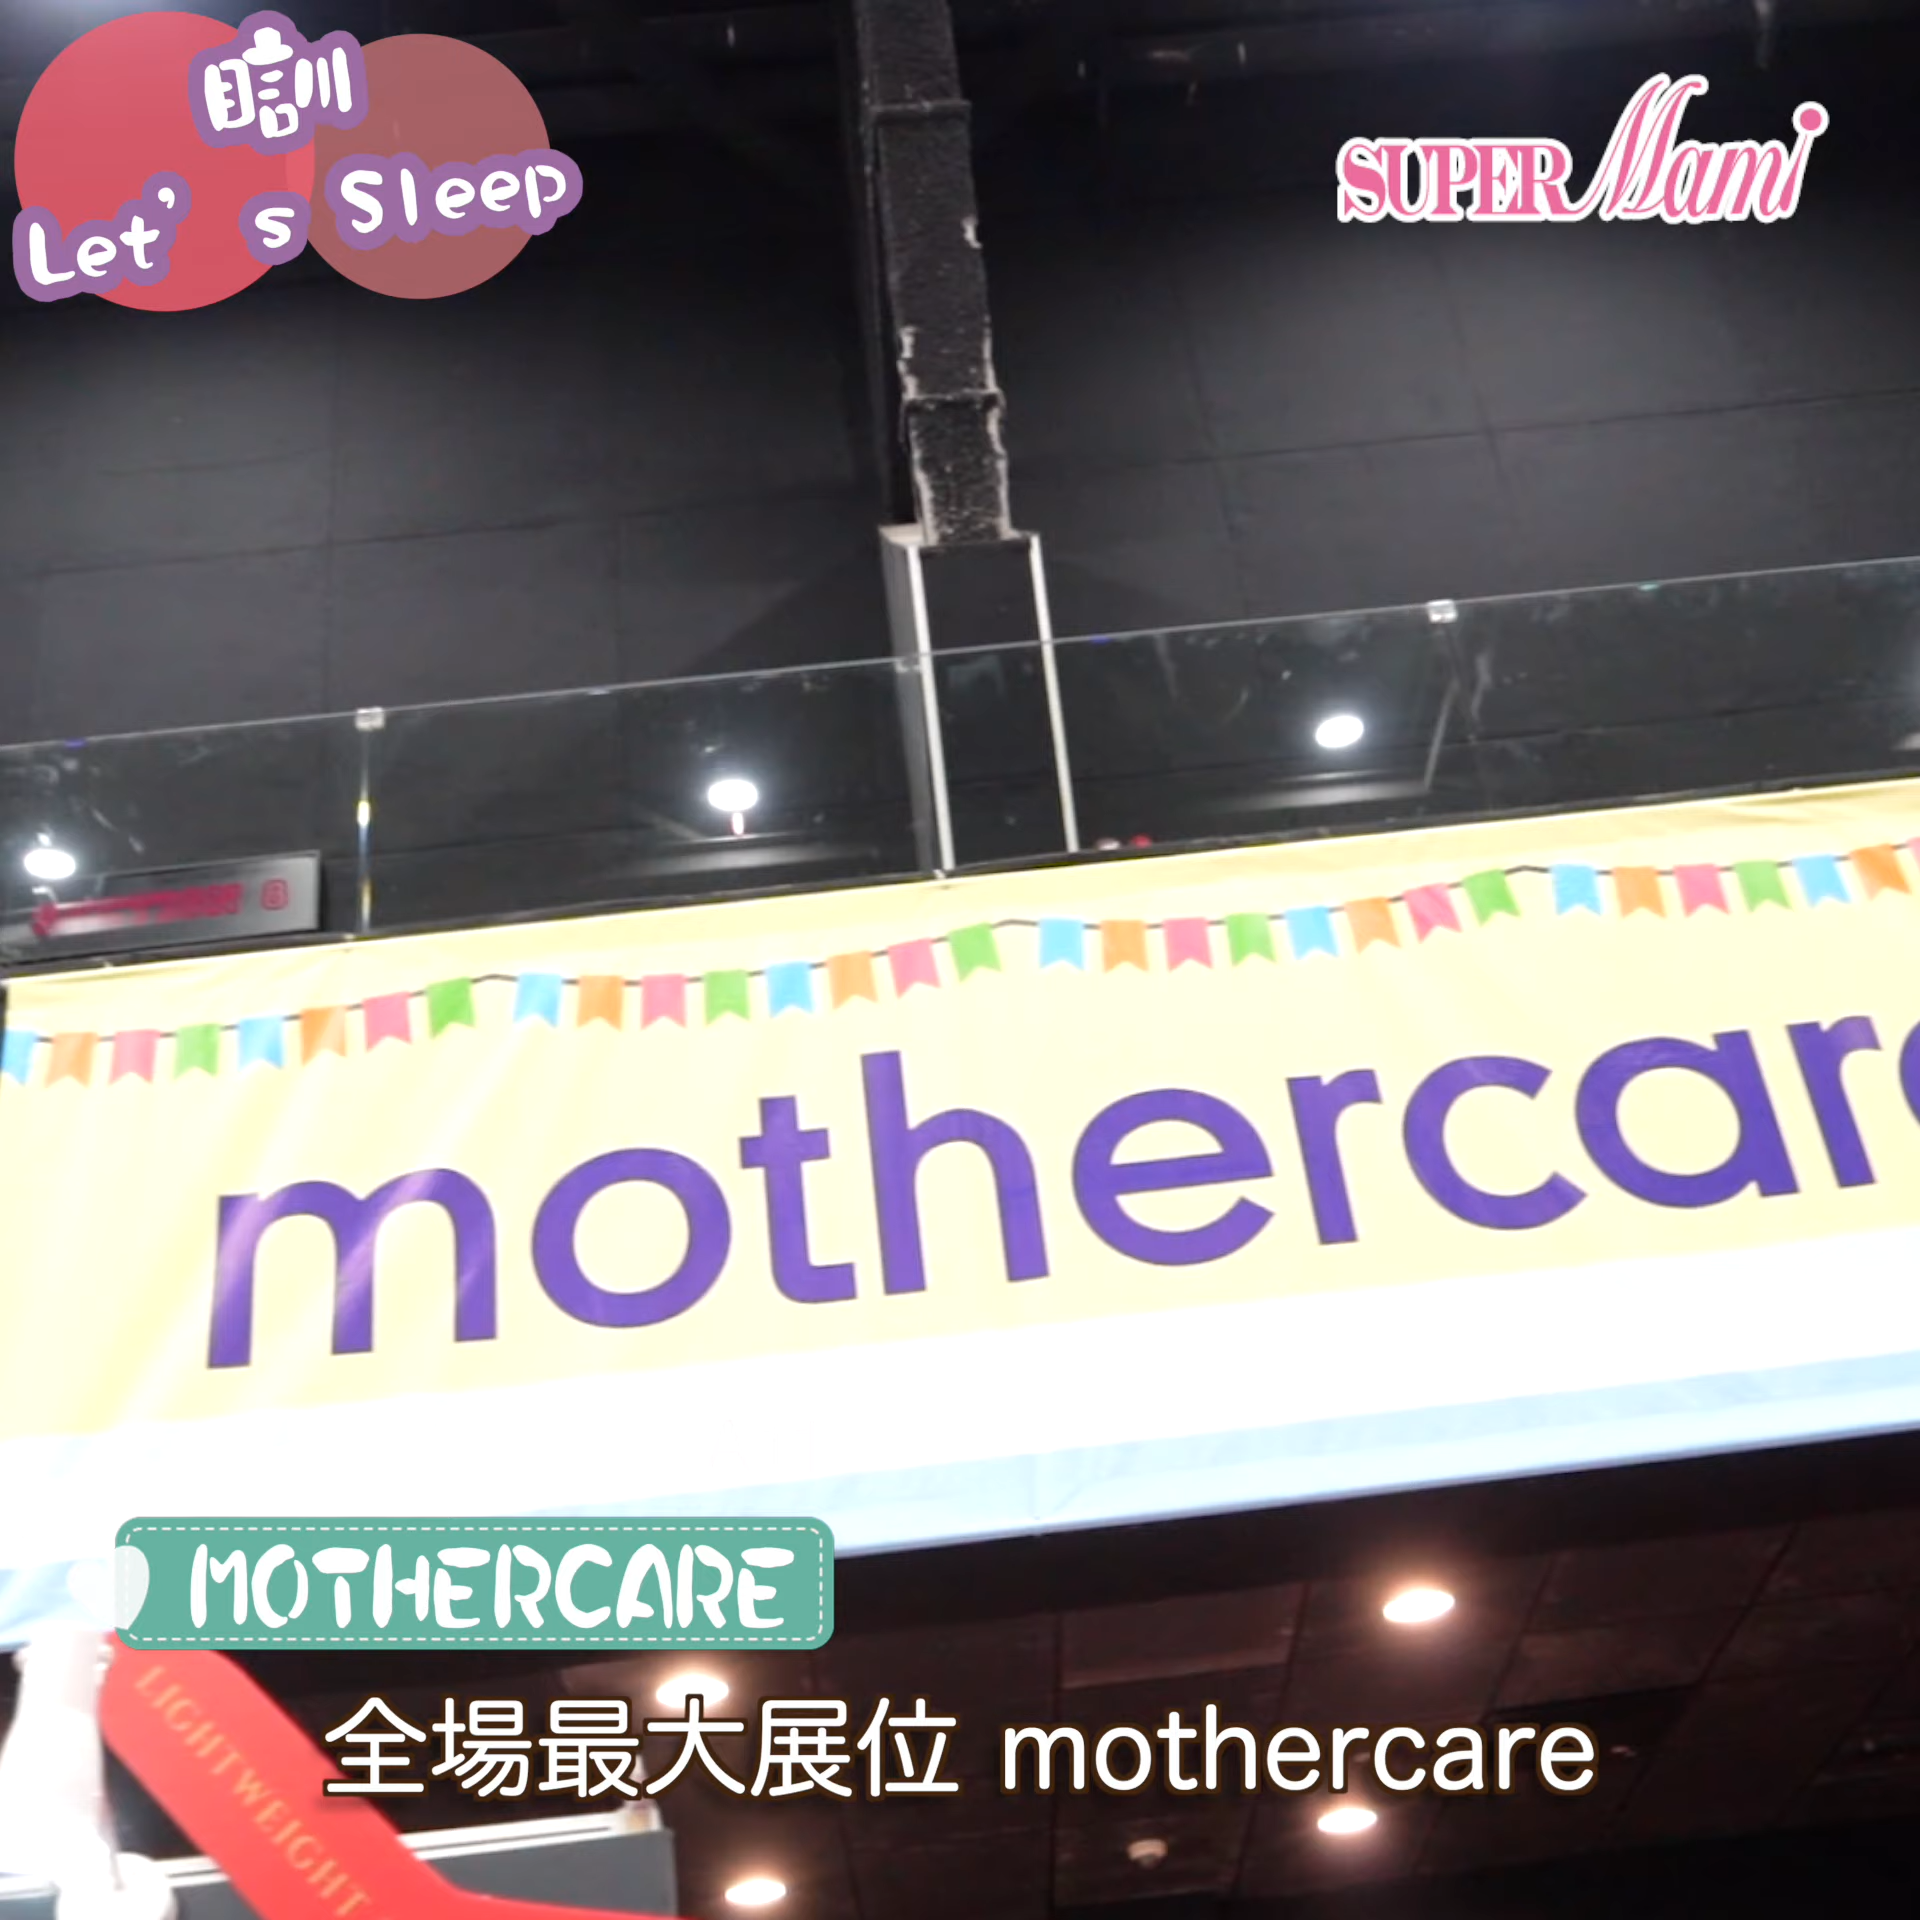 瞓
Let's Sleep
SUPER Mami
mothercare
MOTHERCARE
LIGHTWEIGHT
全場最大展位 mothercare